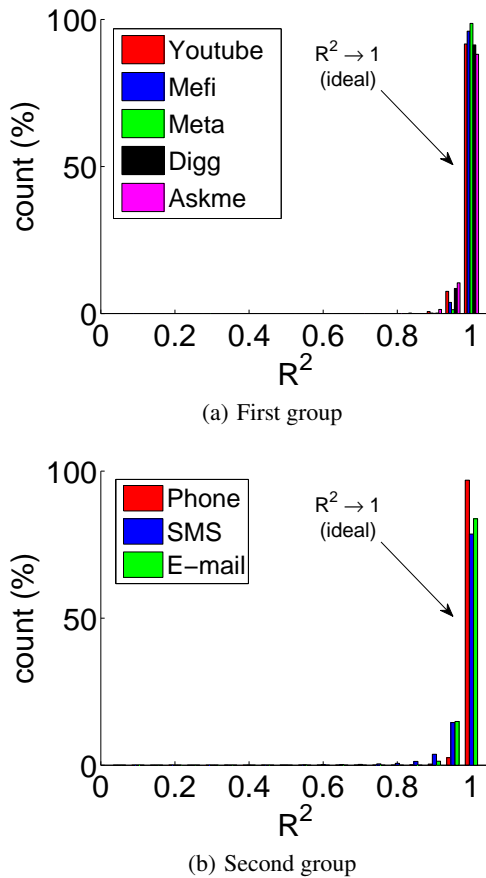 100
50
0
count (%)
Youtube
Mefi
Meta
Digg
Askme
R² → 1
(ideal)
0 0.2 0.4 0.6 0.8 1
R²
(a) First group
100
50
0
count (%)
Phone
SMS
E−mail
R² → 1
(ideal)
0 0.2 0.4 0.6 0.8 1
R²
(b) Second group